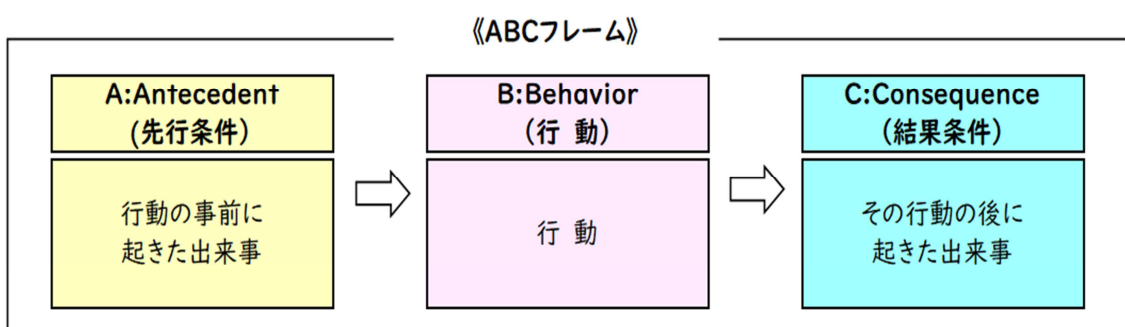 《ABCフレーム》
A:Antecedent
(先行条件)
B:Behavior
(行 動)
C:Consequence
(結果条件)
行動の事前に
起きた出来事
行 動
その行動の後に
起きた出来事